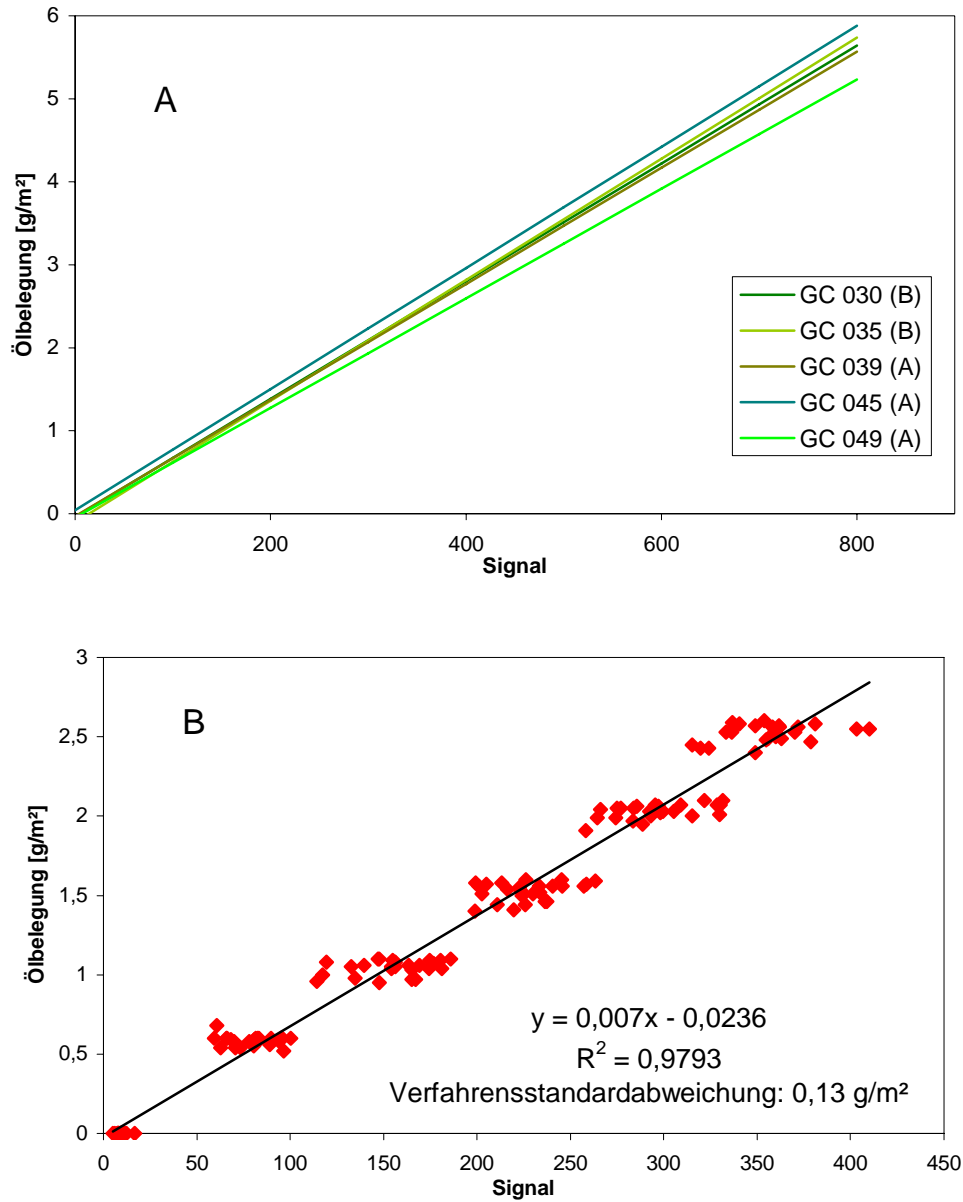 6
5
4
3
2
1
0
Ölbelegung [g/m²]
A
GC 030 (B)
GC 035 (B)
GC 039 (A)
GC 045 (A)
GC 049 (A)
0 200 400 600 800
Signal
3
2,5
2
1,5
1
0,5
0
Ölbelegung [g/m²]
B
y = 0,007x - 0,0236
R² = 0,9793
Verfahrensstandardabweichung: 0,13 g/m²
0 50 100 150 200 250 300 350 400 450
Signal